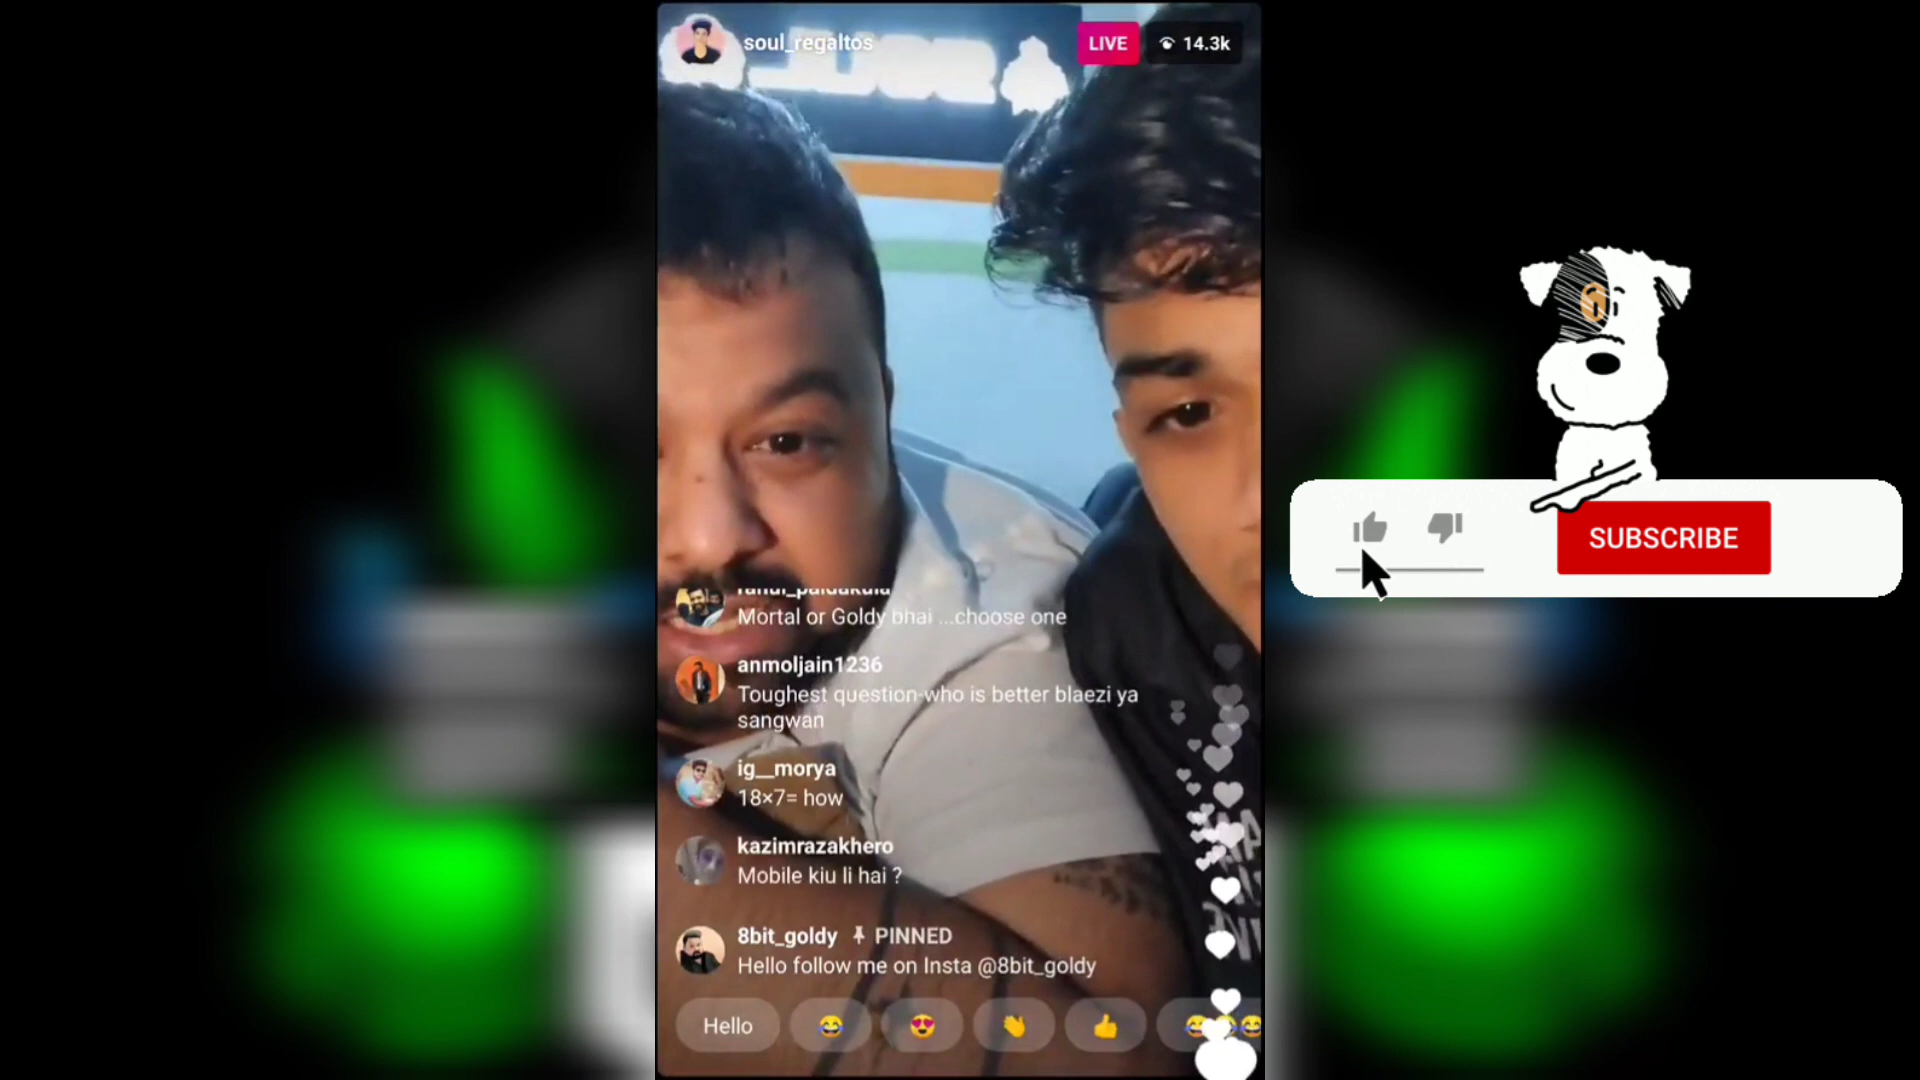 soul_regaltos
LIVE
14.3k
Mortal or Goldy bhai ...choose one
anmoljain1236
Toughest question-who is better blaezi ya
sangwan
ig__morya
18×7= how
kazimrazakhero
Mobile kiu li hai ?
8bit_goldy PINNED
Hello follow me on Insta @8bit_goldy
Hello
SUBSCRIBE